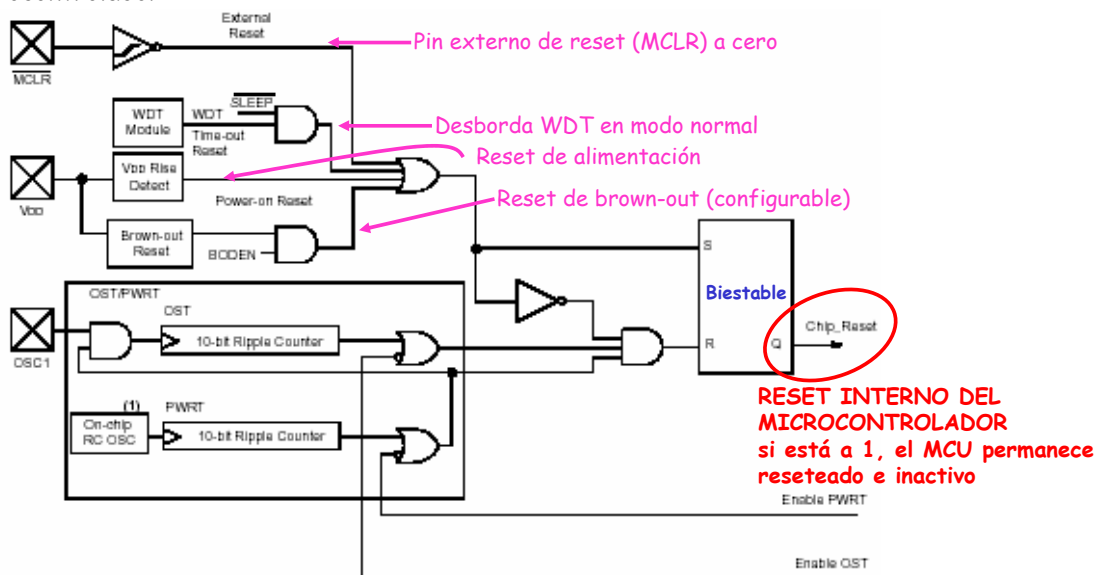 External
Reset
Pin externo de reset (MCLR) a cero
MCLR
SLEEP
WDT
Module
WDT
Time-out
Reset
Desborda WDT en modo normal
Reset de alimentación
VDD Rise
Detect
VDD
Power-on Reset
Reset de brown-out (configurable)
Brown-out
Reset
BODEN
S
Biestable
OST/PWRT
OST
10-bit Ripple Counter
OSC1
Chip_Reset
R
Q
(1)
PWRT
On-chip
RC OSC
10-bit Ripple Counter
RESET INTERNO DEL
MICROCONTROLADOR
si está a 1, el MCU permanece
reseteado e inactivo
Enable PWRT
Enable OST